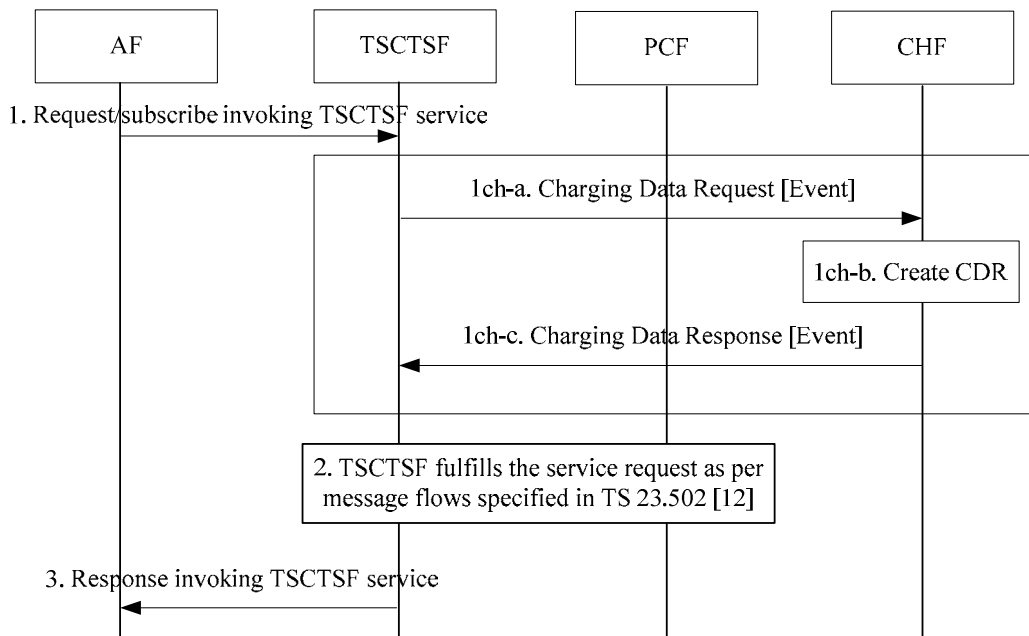 AF
TSCTSF
PCF
CHF
1. Request/subscribe invoking TSCTSF service
1ch-a. Charging Data Request [Event]
1ch-b. Create CDR
1ch-c. Charging Data Response [Event]
2. TSCTSF fulfills the service request as per
message flows specified in TS 23.502 [12]
3. Response invoking TSCTSF service